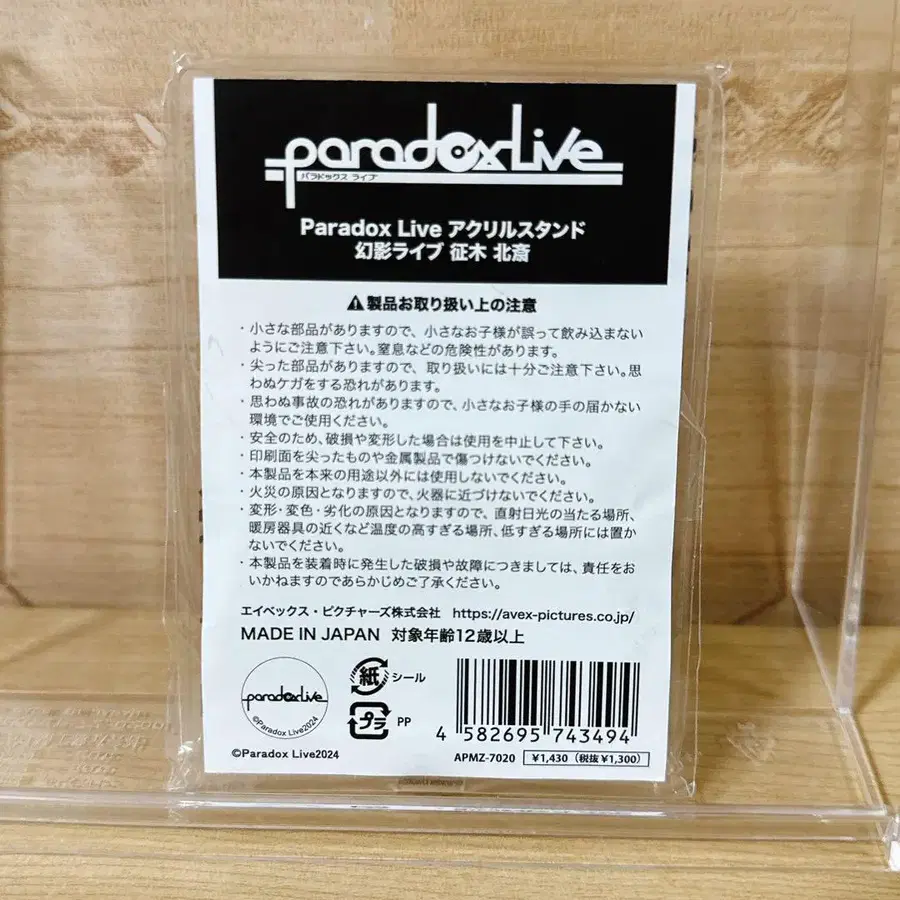 paradoxLive
パラドックス ライブ
Paradox Live アクリルスタンド
幻影ライブ 征木 北斎
⚠製品お取り扱い上の注意
・小さな部品がありますので、小さなお子様が誤って飲み込まない
ようにご注意下さい。窒息などの危険性があります。
・尖った部品がありますので、取り扱いには十分ご注意下さい。思
わぬケガをする恐れがあります。
・思わぬ事故の恐れがありますので、小さなお子様の手の届かない
環境でご使用ください。
・安全のため、破損や変形した場合は使用を中止して下さい。
・印刷面を尖ったものや金属製品で傷つけないでください。
・本製品を本来の用途以外には使用しないでください。
・火災の原因となりますので、火器に近づけないでください。
・変形・変色・劣化の原因となりますので、直射日光の当たる場所、
暖房器具の近くなど温度の高すぎる場所、低すぎる場所には置か
ないでください。
・本製品を装着時に発生した破損や故障につきましては、責任をお
いかねますのであらかじめご了承ください。
エイベックス・ピクチャーズ株式会社 https://avex-pictures.co.jp/
MADE IN JAPAN 対象年齢12歳以上
paradoxLive
©Paradox Live2024
紙 シール
プラ PP
4 582695 743494
©Paradox Live2024
APMZ-7020 ¥1,430（税抜¥1,300）